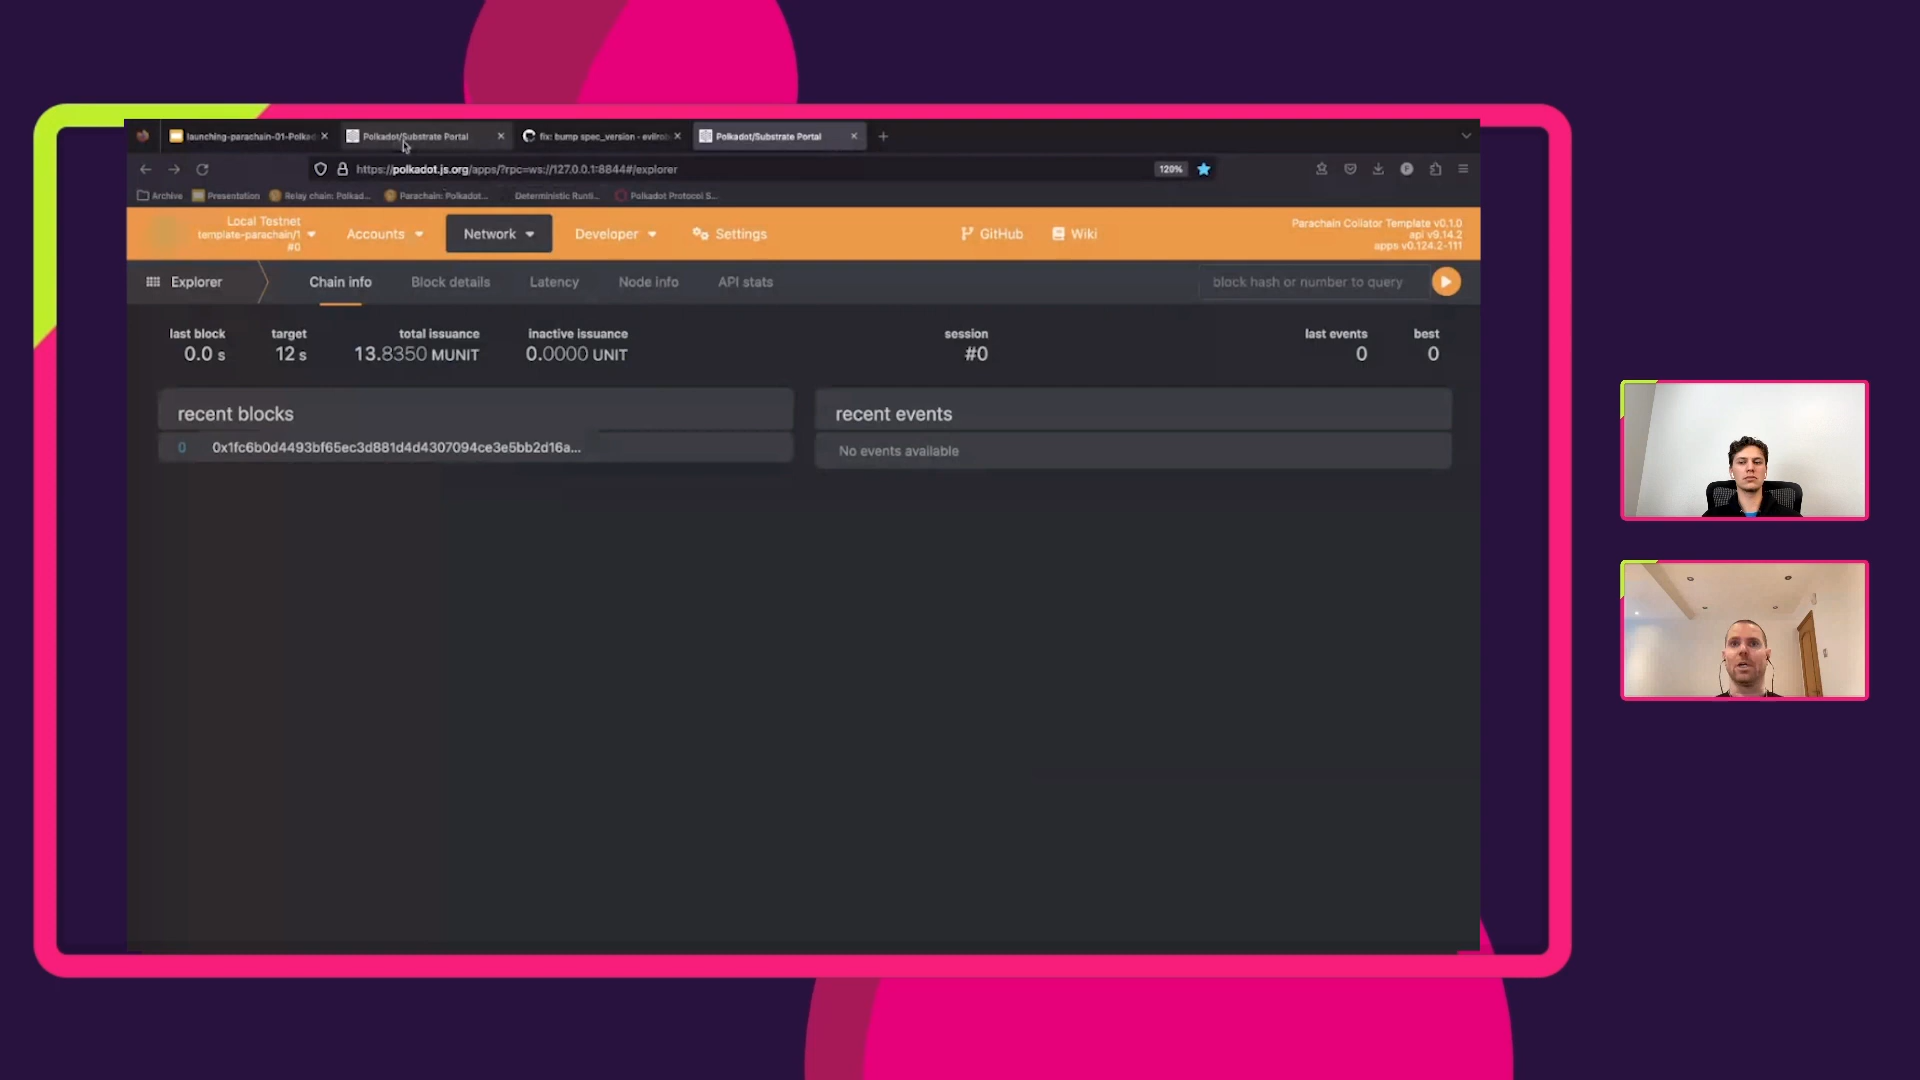 launching-parachain-01-Polka
Polkadot/Substrate Portal
fix: bump spec_version - evilro
Polkadot/Substrate Portal
https://polkadot.js.org/apps/?rpc=ws://127.0.0.1:8844#/explorer
120%
Archive
Presentation
Relay chain: Polkad...
Parachain: Polkadot...
Deterministic Runti...
Polkadot Protocol S...
Local Testnet
template-parachain/1
#0
Accounts
Network
Developer
Settings
GitHub
Wiki
Parachain Collator Template v0.1.0
api v9.14.2
apps v0.124.2-111
Explorer
Chain info
Block details
Latency
Node info
API stats
block hash or number to query
last block
0.0 s
target
12 s
total issuance
13.8350 MUNIT
inactive issuance
0.0000 UNIT
session
#0
last events
0
best
0
recent blocks
0 0x1fc6b0d4493bf65ec3d881d4d4307094ce3e5bb2d16a...
recent events
No events available